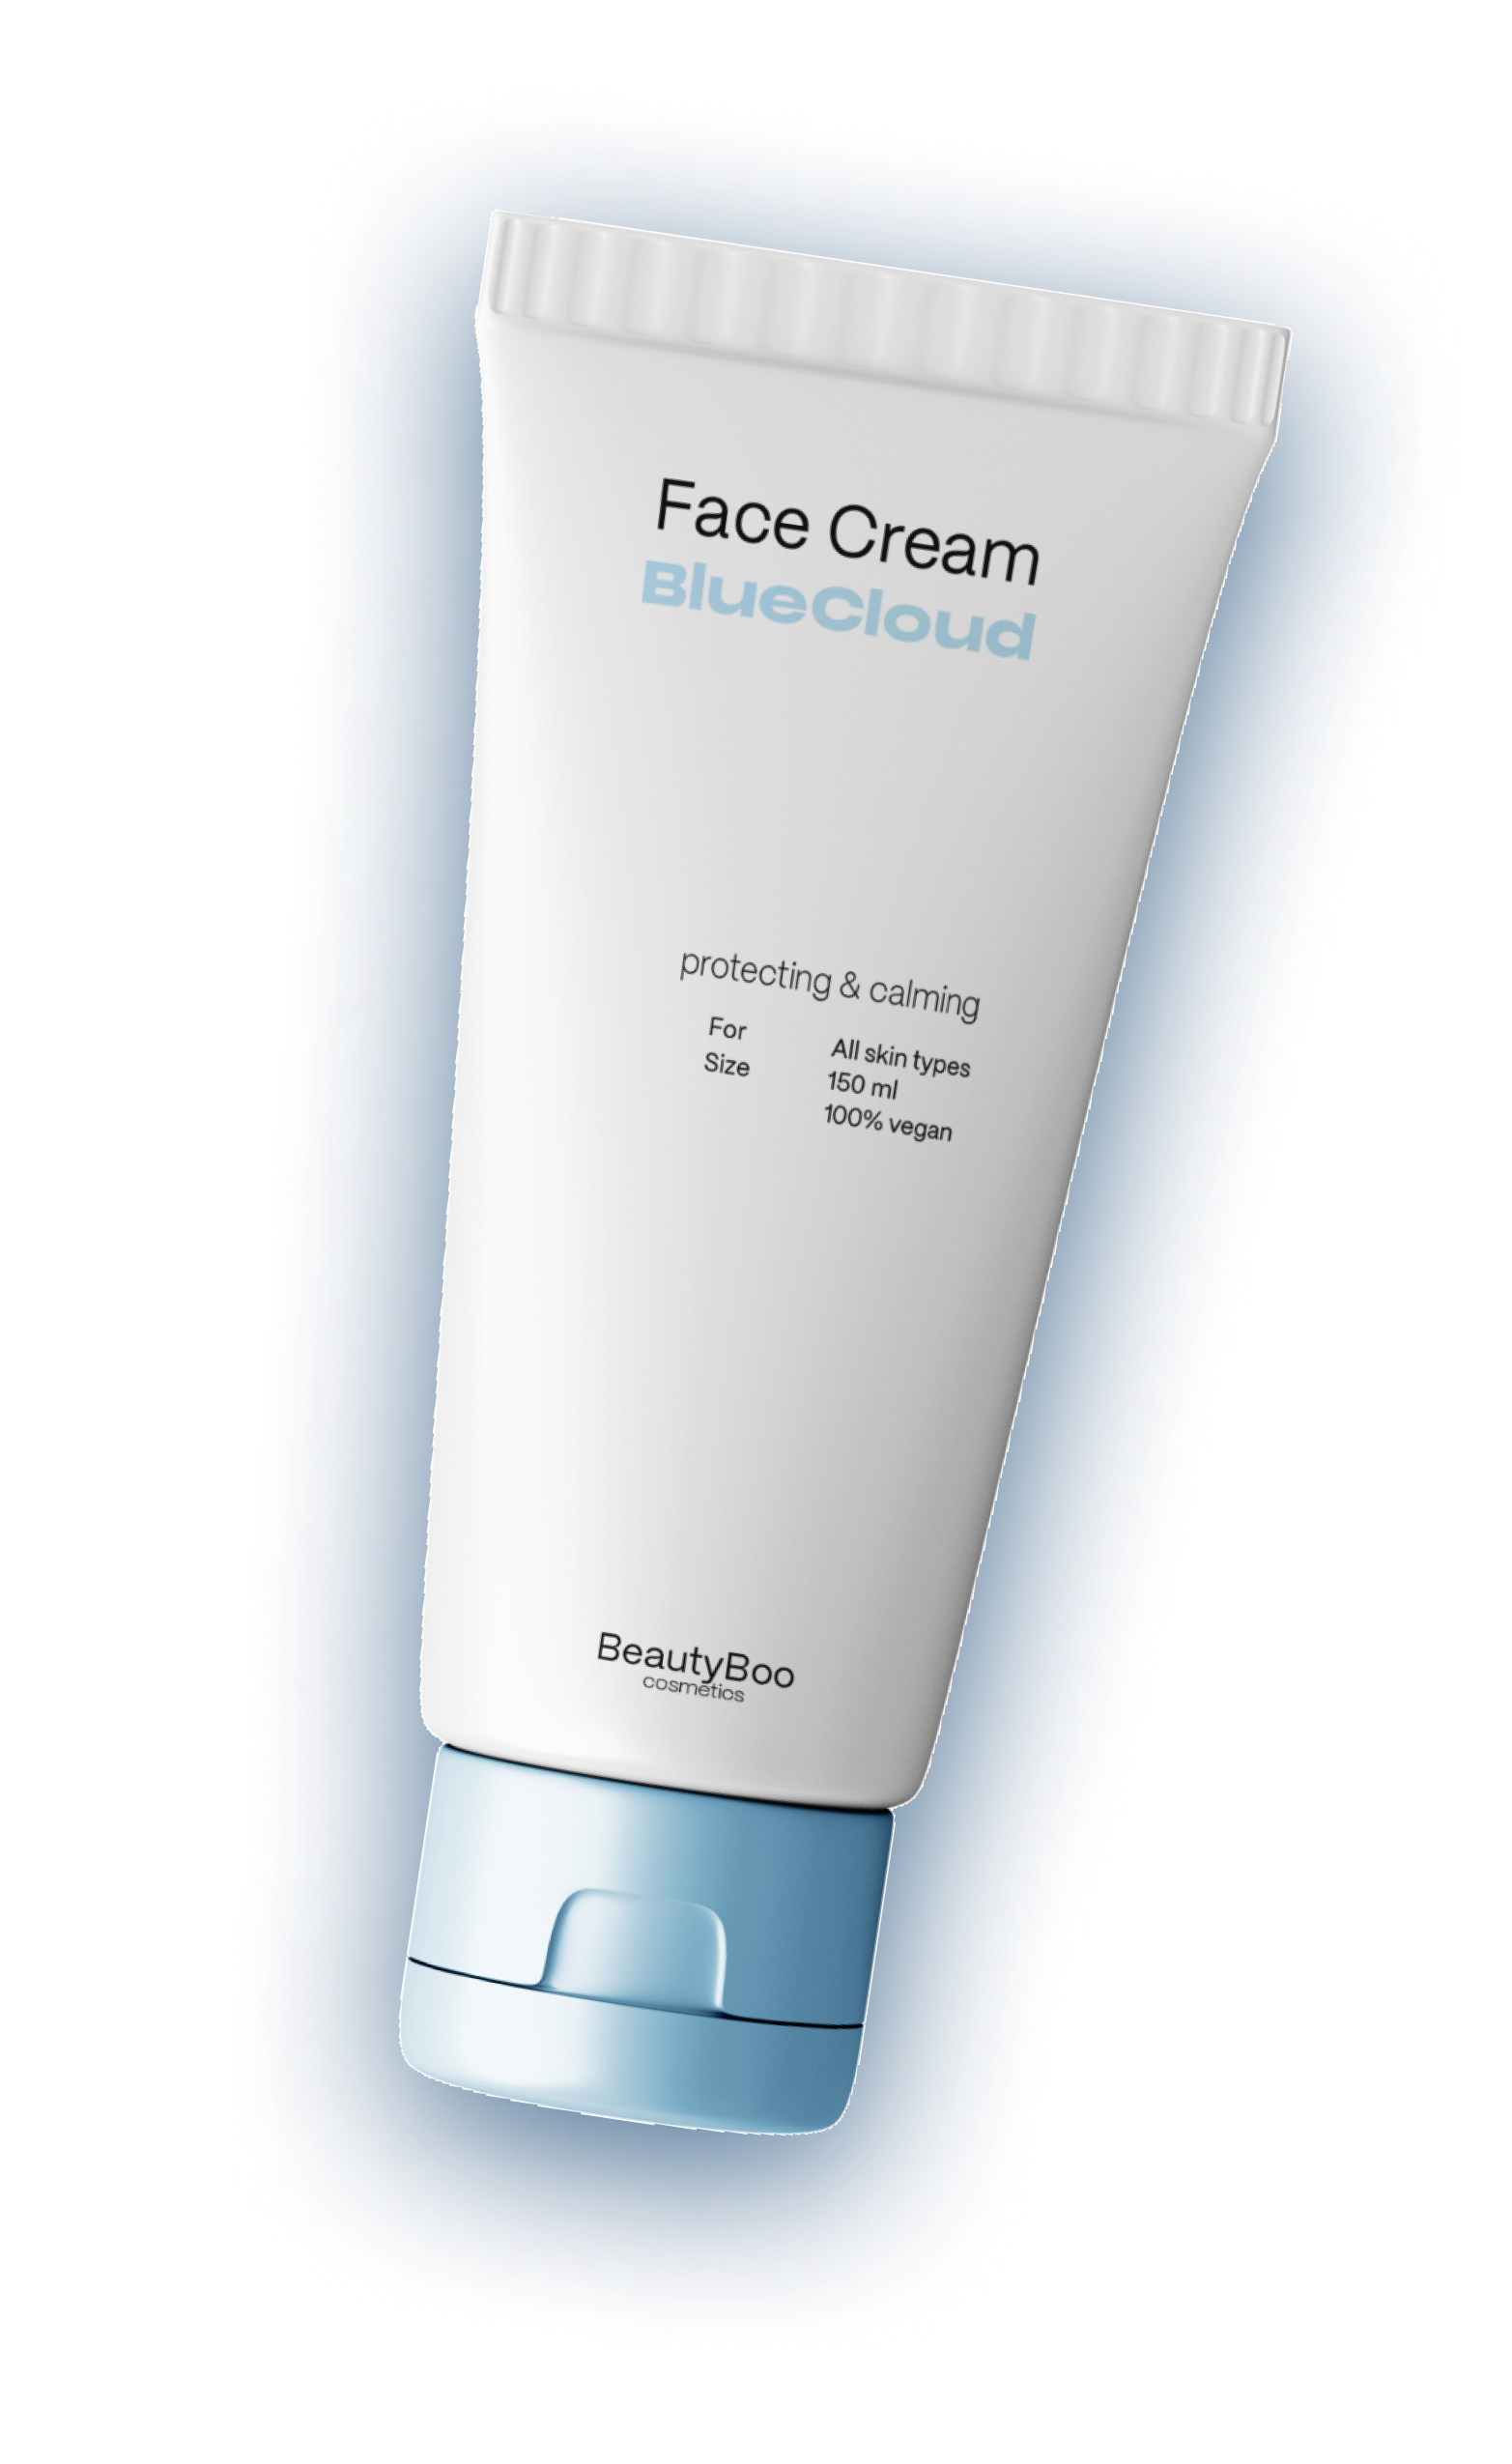 Face Cream
BlueCloud
protecting & calming
For All skin types
Size 150 ml
100% vegan
BeautyBoo
cosmetics